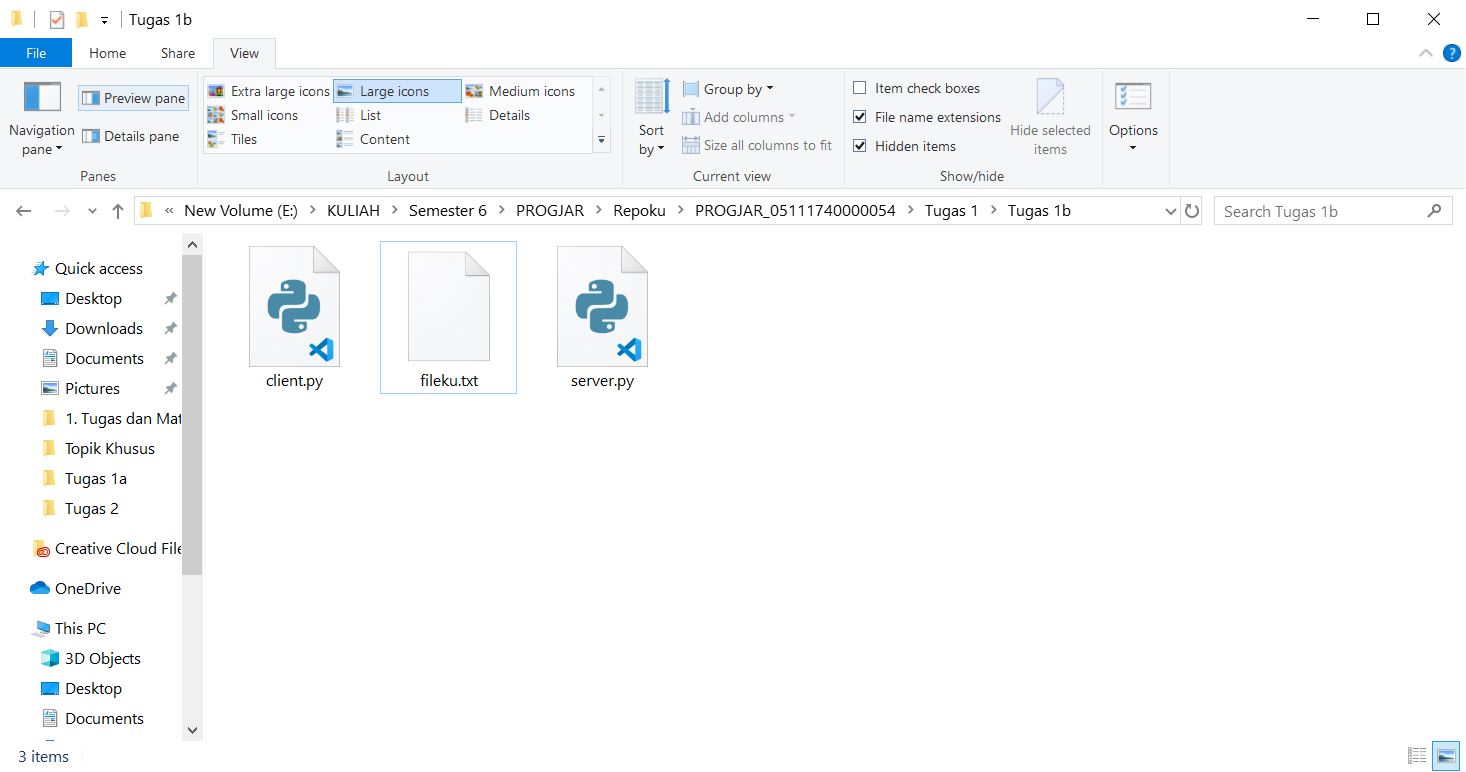 Tugas 1b
File Home Share View
Navigation pane
Preview pane
Details pane
Panes
Extra large icons Large icons Medium icons
Small icons List Details
Tiles Content
Layout
Sort by
Group by
Add columns
Size all columns to fit
Current view
Item check boxes
File name extensions
Hidden items
Hide selected items
Show/hide
Options
« New Volume (E:) > KULIAH > Semester 6 > PROGJAR > Repoku > PROGJAR_05111740000054 > Tugas 1 > Tugas 1b
Search Tugas 1b
Quick access
Desktop
Downloads
Documents
Pictures
1. Tugas dan Mat
Topik Khusus
Tugas 1a
Tugas 2
Creative Cloud File
OneDrive
This PC
3D Objects
Desktop
Documents
client.py fileku.txt server.py
3 items